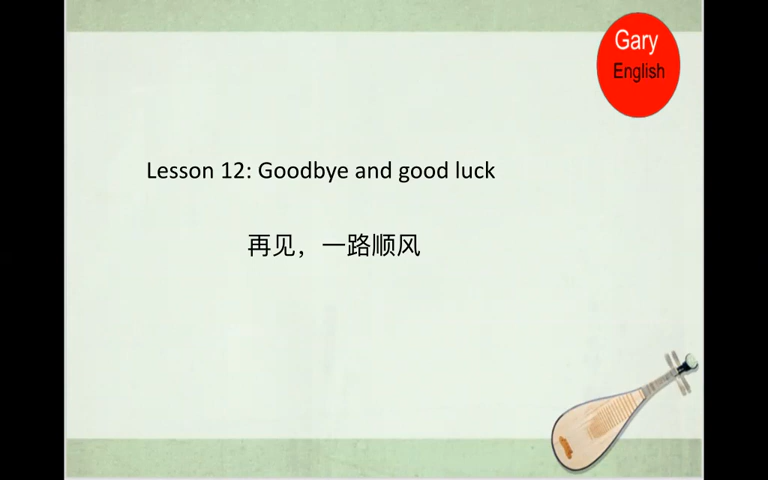 Gary
English
Lesson 12: Goodbye and good luck
再见，一路顺风